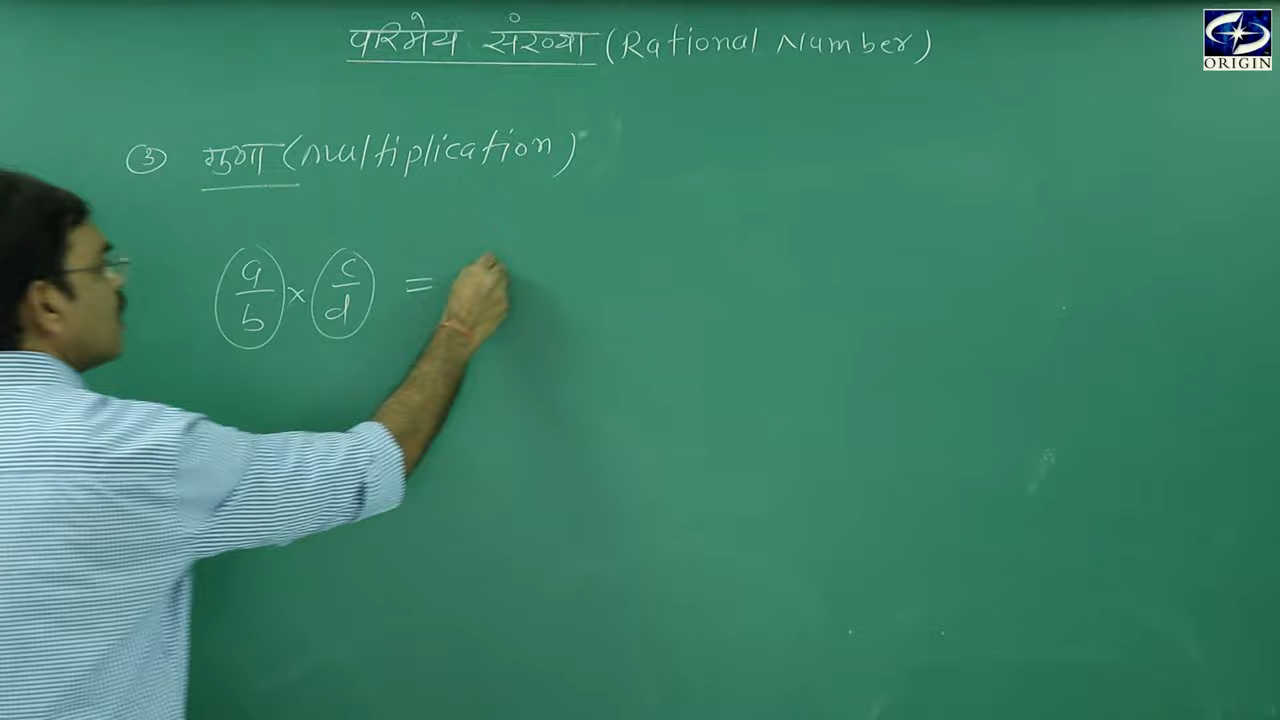 परिमेय संख्या (Rational Number)
ORIGIN
③ गुणा (multiplication)
(a/b) × (c/d) =